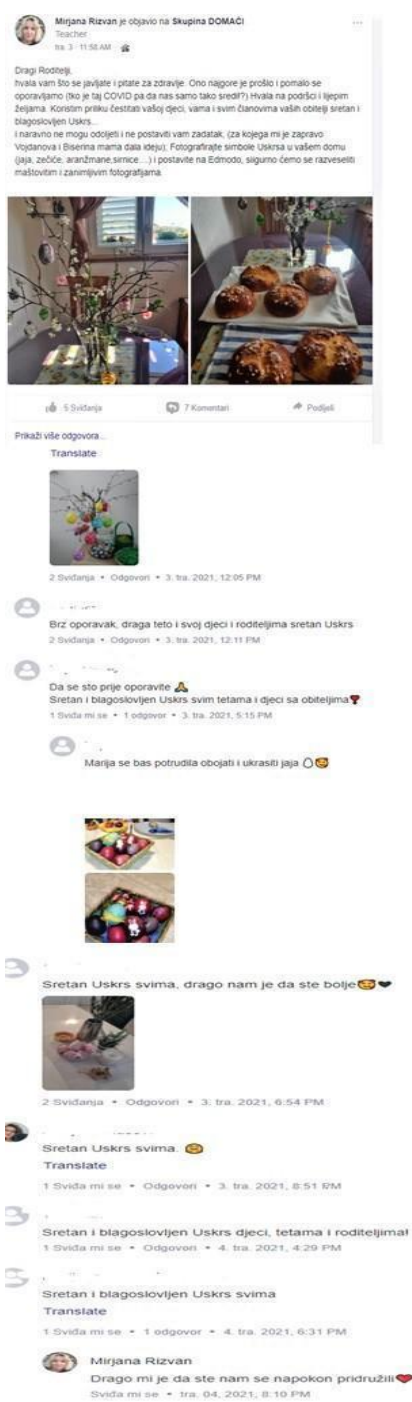 Mirjana Rizvan je objavio na Skupina DOMAĆI
Teacher
tra. 3 • 11:58 AM
Dragi Roditelji,
hvala vam što se javljate i pitate za zdravlje. Ono najgore je prošlo i pomalo se
oporavljamo (tko je taj COVID pa da nas samo tako sredi!?) Hvala na podršci i lijepim
željama. Koristim priliku čestitati vašoj djeci, vama i svim članovima vaših obitelji sretan i
blagoslovljen Uskrs...
I naravno ne mogu odoljeti i ne postaviti vam zadatak, (za kojega mi je zapravo
Vojdanova i Biserina mama dala ideju); Fotografirajte simbole Uskrsa u vašem domu
(jaja, zečiće, aranžmane,sirnice....) i postavite na Edmodo, sigurno ćemo se razveseliti
maštovitim i zanimljivim fotografijama.
5 Sviđanja 7 Komentari Podijeli
Prikaži više odgovora...
Translate
2 Sviđanja • Odgovori • 3. tra. 2021, 12:05 PM
Brz oporavak, draga teto i svoj djeci i roditeljima sretan Uskrs
2 Sviđanja • Odgovori • 3. tra. 2021, 12:11 PM
Da se sto prije oporavite 🙏
Sretan i blagoslovljen Uskrs svim tetama i djeci sa obiteljima❣
1 Sviđa mi se • 1 odgovor • 3. tra. 2021, 5:15 PM
Marija se bas potrudila obojati i ukrasiti jaja 🥚🥰
Sretan Uskrs svima, drago nam je da ste bolje🥰🖤
2 Sviđanja • Odgovori • 3. tra. 2021, 6:54 PM
Sretan Uskrs svima. 🤗
Translate
1 Sviđa mi se • Odgovori • 3. tra. 2021, 8:51 PM
Sretan i blagoslovljen Uskrs djeci, tetama i roditeljima!
1 Sviđa mi se • Odgovori • 4. tra. 2021, 4:29 PM
Sretan i blagoslovljen Uskrs svima
Translate
1 Sviđa mi se • 1 odgovor • 4. tra. 2021, 6:31 PM
Mirjana Rizvan
Drago mi je da ste nam se napokon pridružili❤
Sviđa mi se • tra. 04, 2021, 8:10 PM